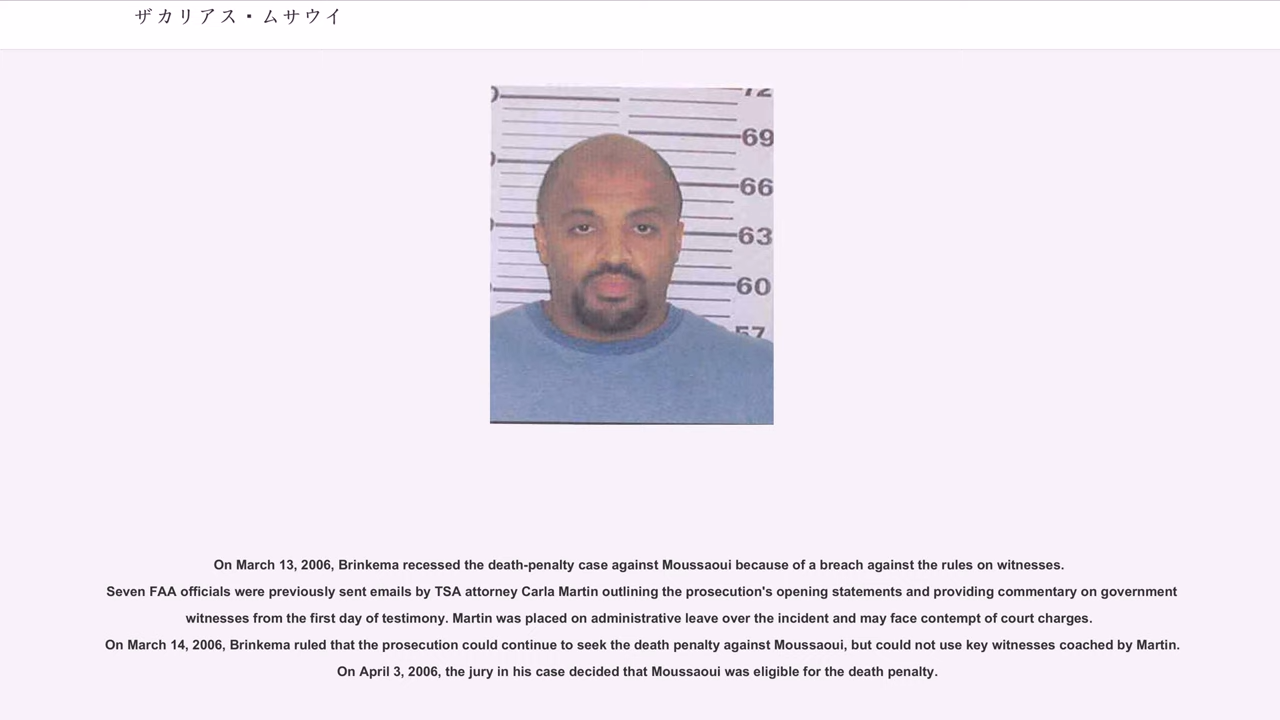 ザカリアス・ムサウイ
72
69
66
63
60
57
On March 13, 2006, Brinkema recessed the death-penalty case against Moussaoui because of a breach against the rules on witnesses.
Seven FAA officials were previously sent emails by TSA attorney Carla Martin outlining the prosecution's opening statements and providing commentary on government
witnesses from the first day of testimony. Martin was placed on administrative leave over the incident and may face contempt of court charges.
On March 14, 2006, Brinkema ruled that the prosecution could continue to seek the death penalty against Moussaoui, but could not use key witnesses coached by Martin.
On April 3, 2006, the jury in his case decided that Moussaoui was eligible for the death penalty.